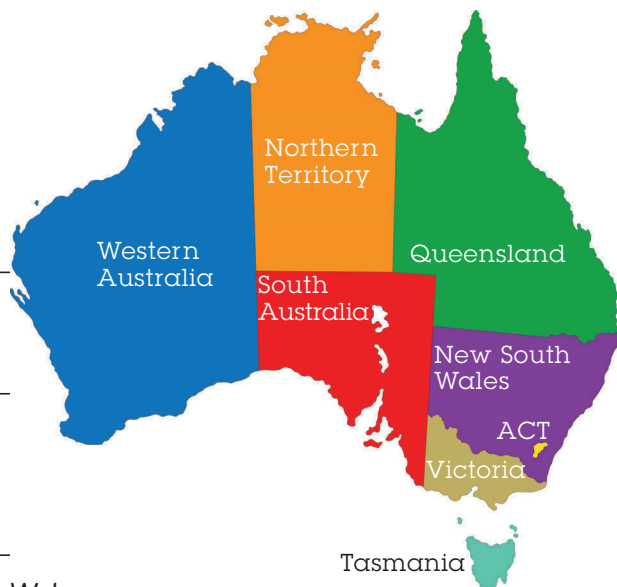 Northern
Territory
Western
Australia
Queensland
South
Australia
New South
Wales
ACT
Victoria
Tasmania